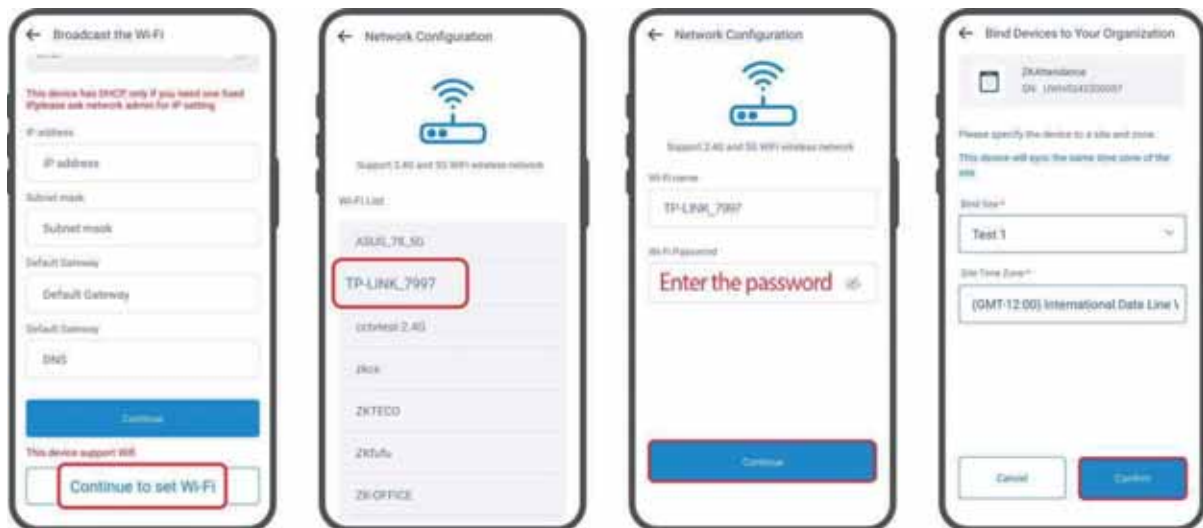 Broadcast the Wi-Fi
This device has DHCP only if you need one fixed
IPplease ask network admin for IP setting
IP address
IP address
Subnet mask
Subnet mask
Default Gateway
Default Gateway
Default Gateway
DNS
Continue
This device support Wifi
Continue to set Wi-Fi
Network Configuration
Support 2.4G and 5G WiFi wireless network
Wi-Fi List
ASUS_78_5G
TP-LINK_7997
cctvtest-2.4G
zkcx
ZKTECO
ZKfufu
ZK-OFFICE
Network Configuration
Support 2.4G and 5G WiFi wireless network
Wi-Fi name
TP-LINK_7997
Wi-Fi Password
Enter the password
Continue
Bind Devices to Your Organization
ZKAttendance
SN:
Please specify the device to a site and zone.
This device will sync the same time zone of the
site
Bind Site*
Test 1
Site Time Zone*
(GMT-12:00) International Date Line
Cancel
Confirm